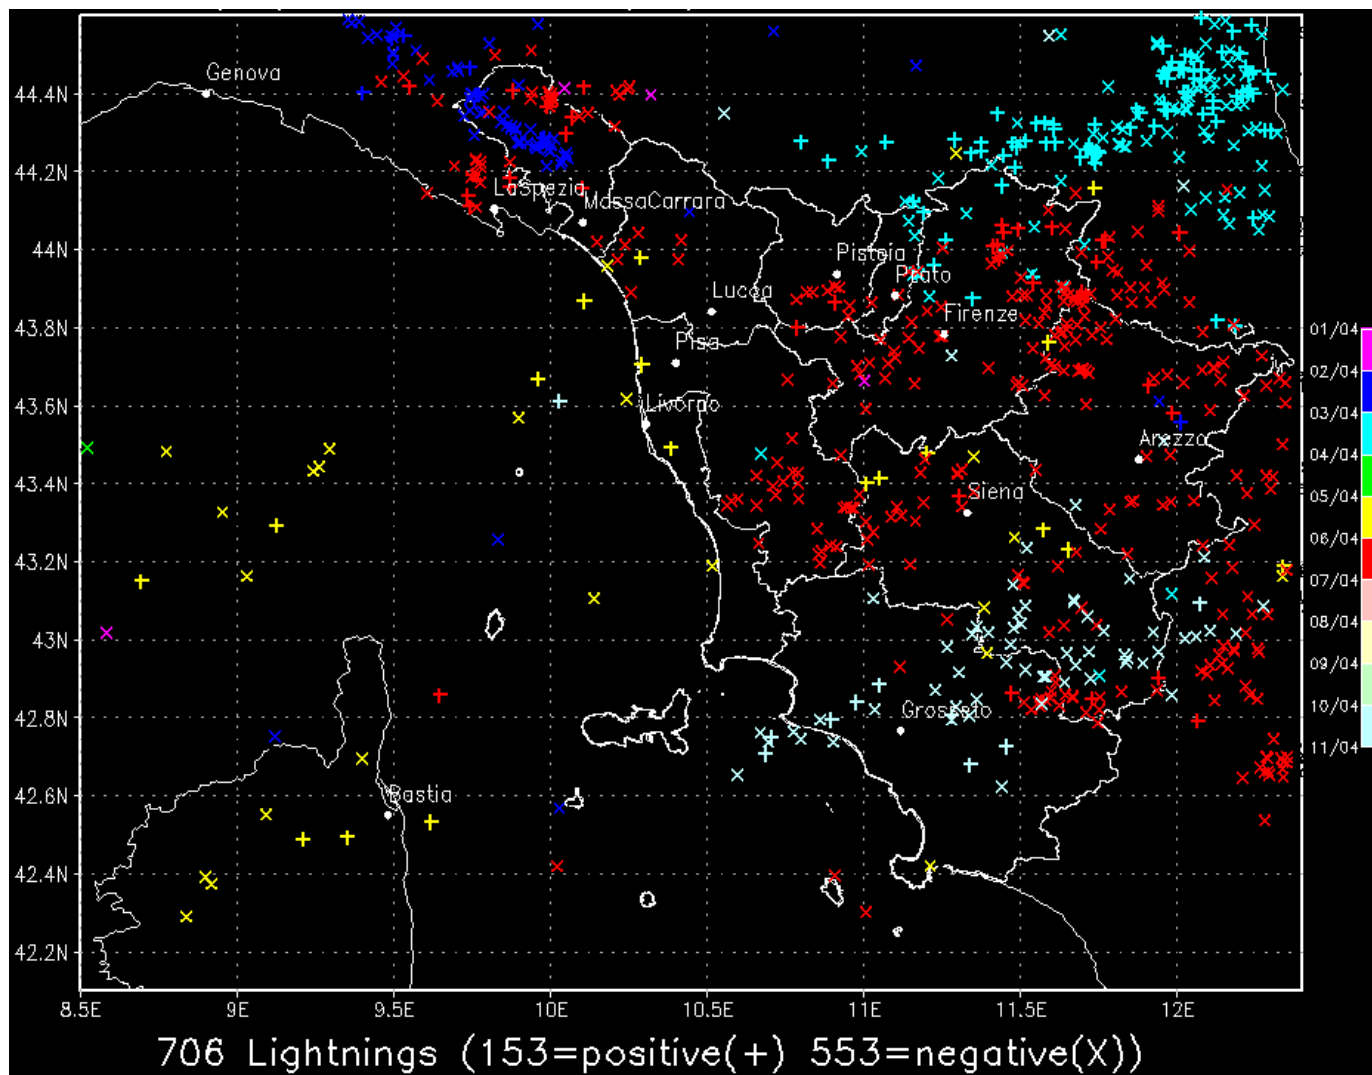 Genova
44.4N
44.2N
LaSpezia
MassaCarrara
44N
Pistoia
Prato
Lucca
Firenze
43.8N
Pisa
01/04
02/04
43.6N
Livorno
03/04
Arezzo
04/04
43.4N
Siena
05/04
43.2N
06/04
07/04
43N
08/04
09/04
42.8N
Grosseto
10/04
11/04
42.6N
Bastia
42.4N
42.2N
8.5E 9E 9.5E 10E 10.5E 11E 11.5E 12E
706 Lightnings (153=positive(+) 553=negative(X))